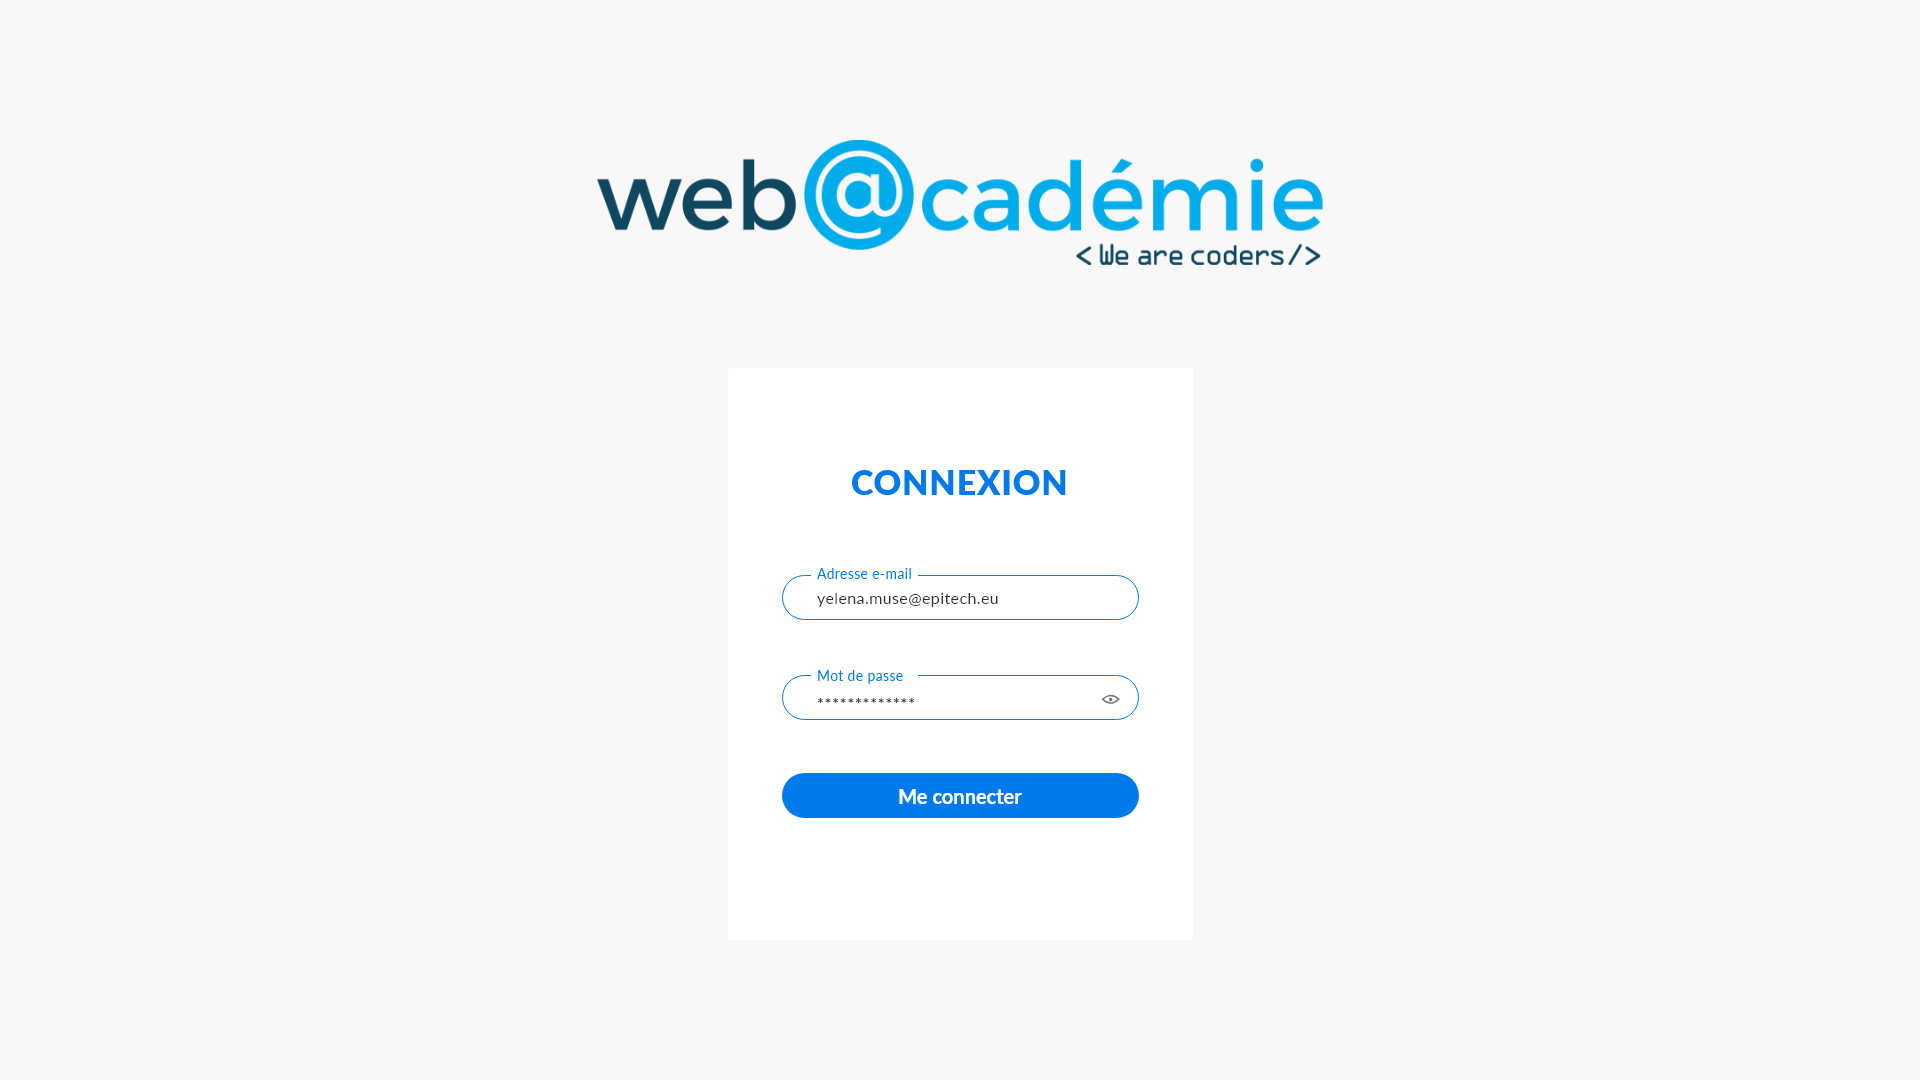 web@cadémie
<We are coders/>
CONNEXION
Adresse e-mail
yelena.muse@epitech.eu
Mot de passe
*************
Me connecter